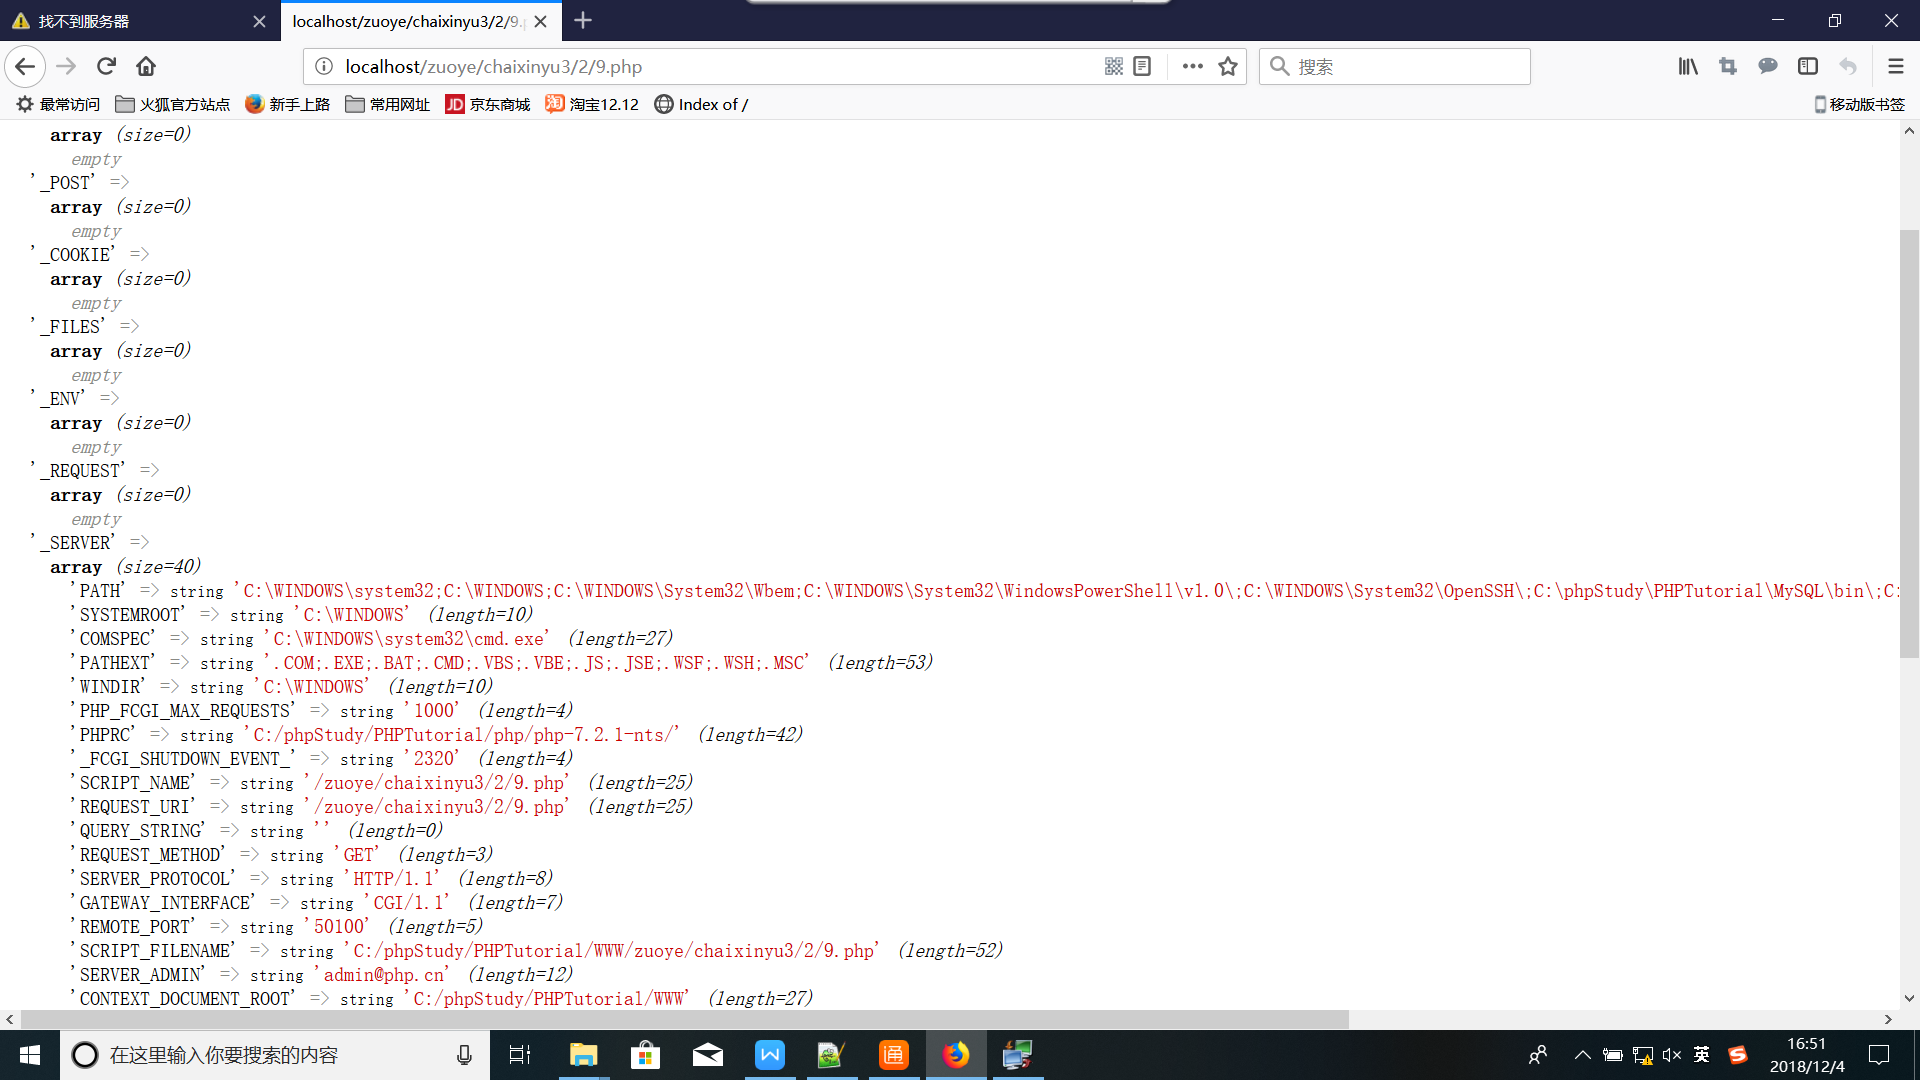 找不到服务器
localhost/zuoye/chaixinyu3/2/9.
localhost/zuoye/chaixinyu3/2/9.php
搜索
最常访问 火狐官方站点 新手上路 常用网址 JD 京东商城 淘 淘宝12.12 Index of / 移动版书签
array (size=0)
empty
'_POST' =>
array (size=0)
empty
'_COOKIE' =>
array (size=0)
empty
'_FILES' =>
array (size=0)
empty
'_ENV' =>
array (size=0)
empty
'_REQUEST' =>
array (size=0)
empty
'_SERVER' =>
array (size=40)
'PATH' => string 'C:\WINDOWS\system32;C:\WINDOWS;C:\WINDOWS\System32\Wbem;C:\WINDOWS\System32\WindowsPowerShell\v1.0\;C:\WINDOWS\System32\OpenSSH\;C:\phpStudy\PHPTutorial\MySQL\bin\;C:
'SYSTEMROOT' => string 'C:\WINDOWS' (length=10)
'COMSPEC' => string 'C:\WINDOWS\system32\cmd.exe' (length=27)
'PATHEXT' => string '.COM;.EXE;.BAT;.CMD;.VBS;.VBE;.JS;.JSE;.WSF;.WSH;.MSC' (length=53)
'WINDIR' => string 'C:\WINDOWS' (length=10)
'PHP_FCGI_MAX_REQUESTS' => string '1000' (length=4)
'PHPRC' => string 'C:/phpStudy/PHPTutorial/php/php-7.2.1-nts/' (length=42)
'_FCGI_SHUTDOWN_EVENT_' => string '2320' (length=4)
'SCRIPT_NAME' => string '/zuoye/chaixinyu3/2/9.php' (length=25)
'REQUEST_URI' => string '/zuoye/chaixinyu3/2/9.php' (length=25)
'QUERY_STRING' => string '' (length=0)
'REQUEST_METHOD' => string 'GET' (length=3)
'SERVER_PROTOCOL' => string 'HTTP/1.1' (length=8)
'GATEWAY_INTERFACE' => string 'CGI/1.1' (length=7)
'REMOTE_PORT' => string '50100' (length=5)
'SCRIPT_FILENAME' => string 'C:/phpStudy/PHPTutorial/WWW/zuoye/chaixinyu3/2/9.php' (length=52)
'SERVER_ADMIN' => string 'admin@php.cn' (length=12)
'CONTEXT_DOCUMENT_ROOT' => string 'C:/phpStudy/PHPTutorial/WWW' (length=27)
在这里输入你要搜索的内容
英
16:51
2018/12/4